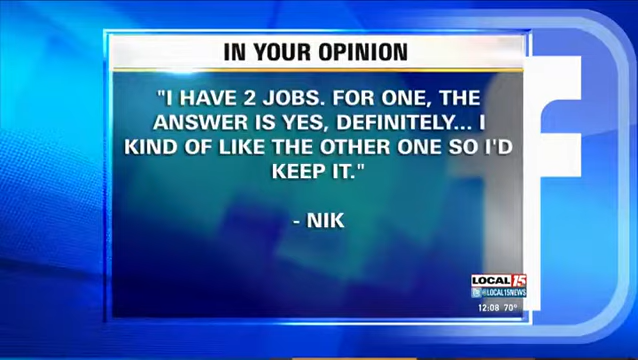 IN YOUR OPINION
"I HAVE 2 JOBS. FOR ONE, THE
ANSWER IS YES, DEFINITELY... I
KIND OF LIKE THE OTHER ONE SO I'D
KEEP IT."
- NIK
f
LOCAL 15
@LOCAL15NEWS
12:08 70°